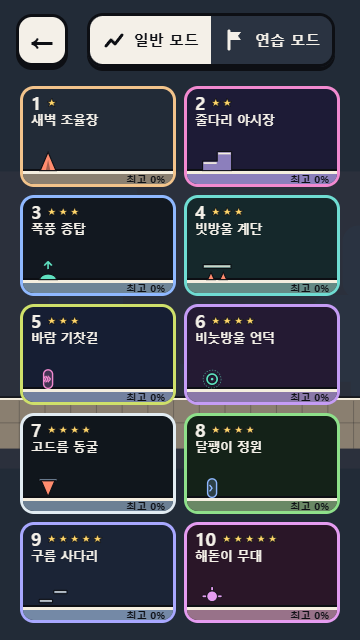 일반 모드
연습 모드
1 ★
새벽 조율장
최고 0%
2 ★★
줄다리 야시장
최고 0%
3 ★★★
폭풍 종탑
최고 0%
4 ★★★
빗방울 계단
최고 0%
5 ★★★
바람 기찻길
최고 0%
6 ★★★★
비눗방울 언덕
최고 0%
7 ★★★★
고드름 동굴
최고 0%
8 ★★★★
달팽이 정원
최고 0%
9 ★★★★★
구름 사다리
최고 0%
10 ★★★★★
해돋이 무대
최고 0%